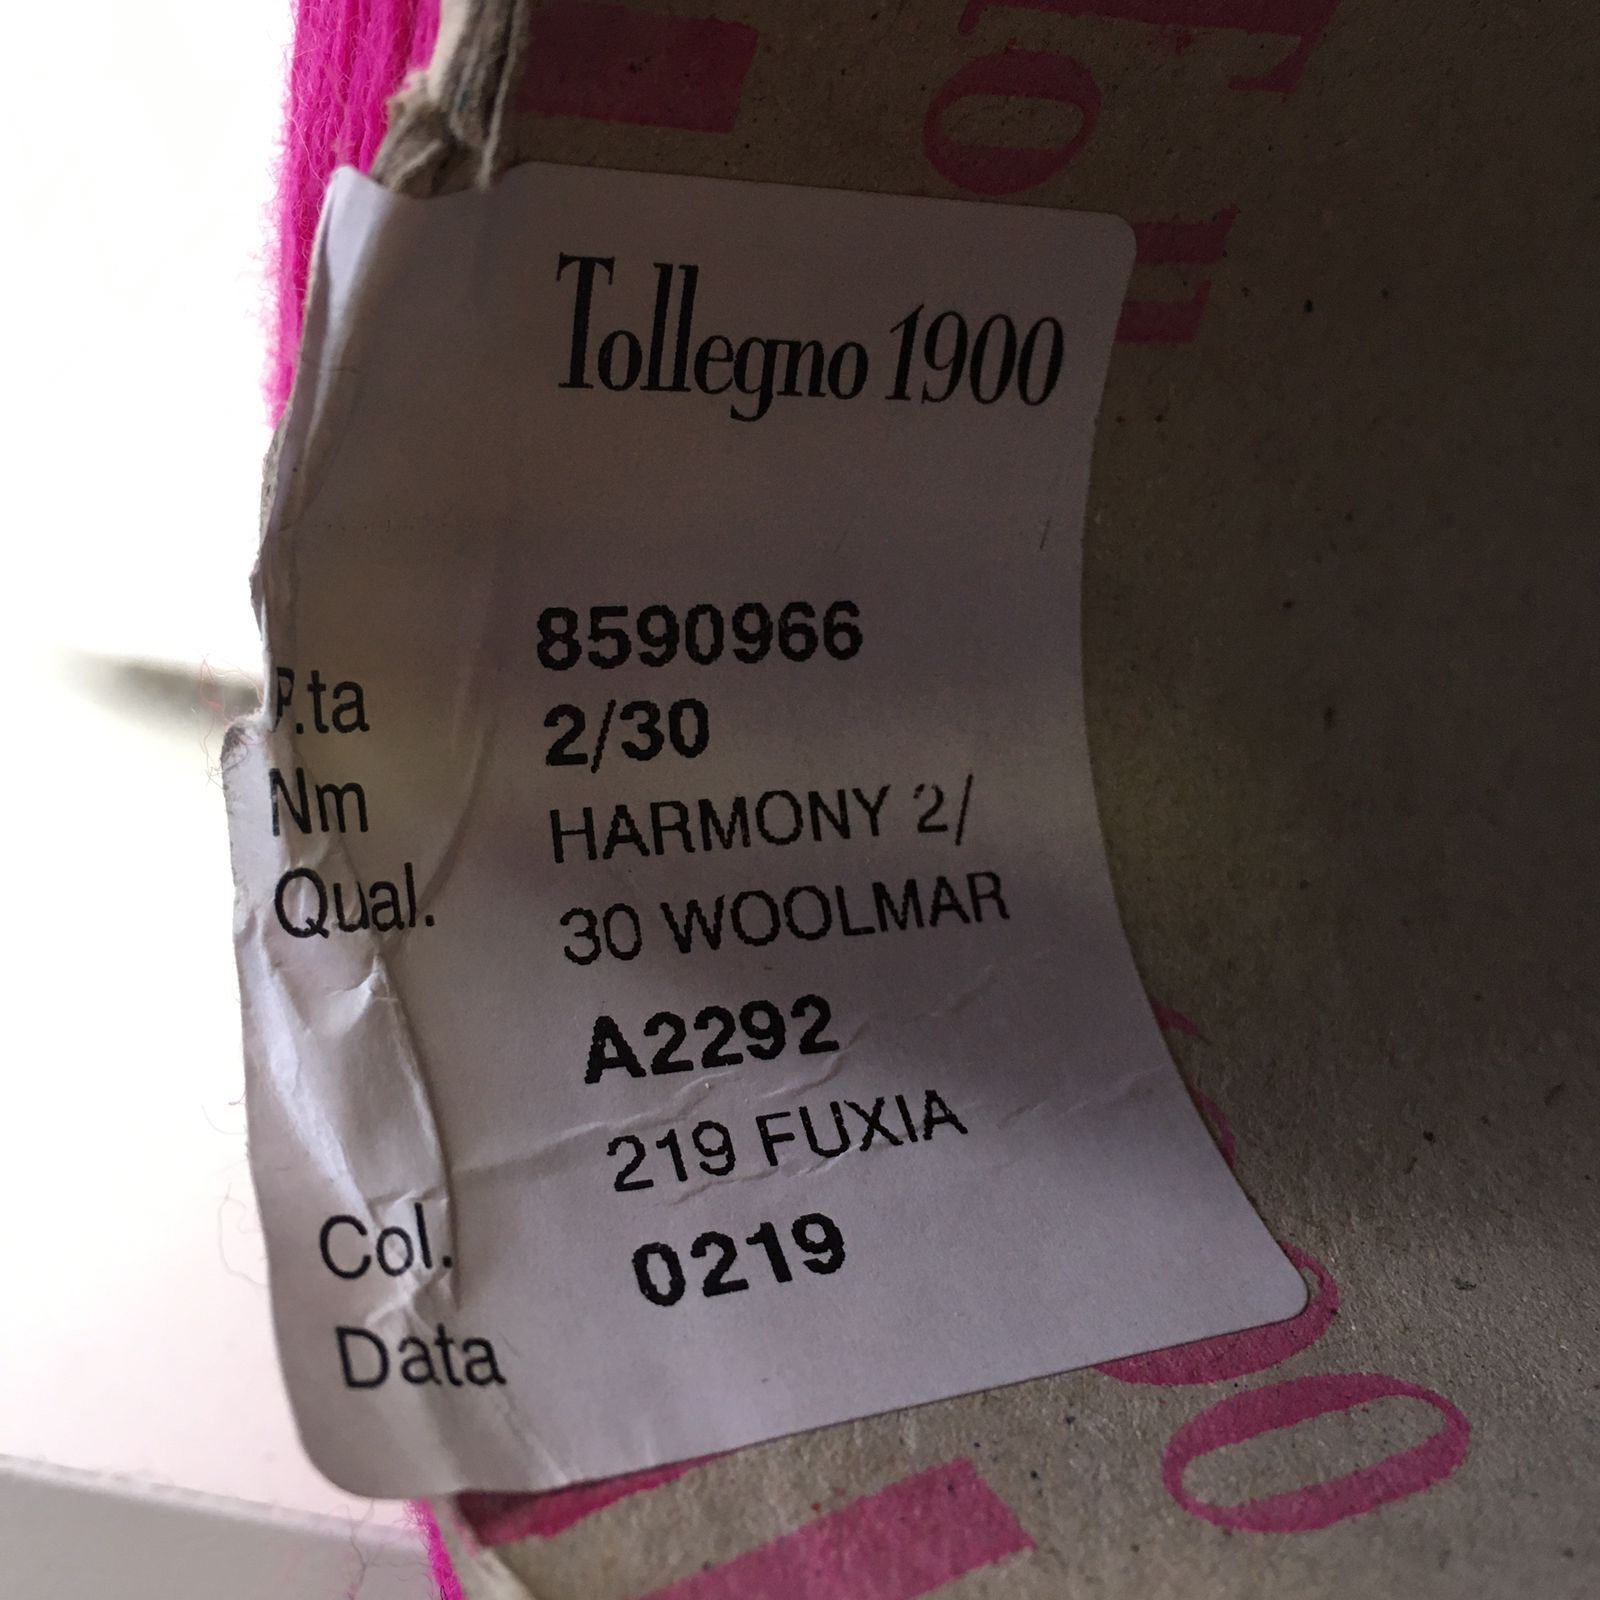 Tollegno 1900
8590966
P.ta 2/30
Nm HARMONY 2/
Qual. 30 WOOLMAR
A2292
219 FUXIA
Col. 0219
Data